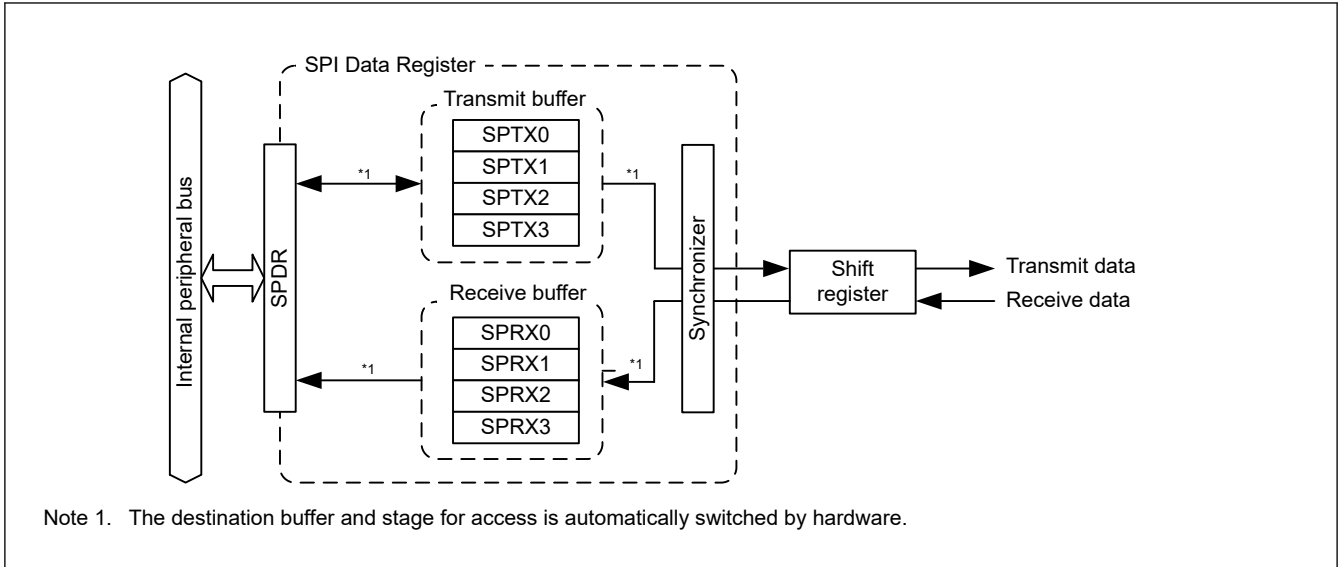 SPI Data Register
Transmit buffer
SPTX0
SPTX1
SPTX2
SPTX3
*1
*1
Internal peripheral bus
SPDR
Synchronizer
Shift
register
Transmit data
Receive data
Receive buffer
SPRX0
SPRX1
SPRX2
SPRX3
*1
*1
Note 1. The destination buffer and stage for access is automatically switched by hardware.